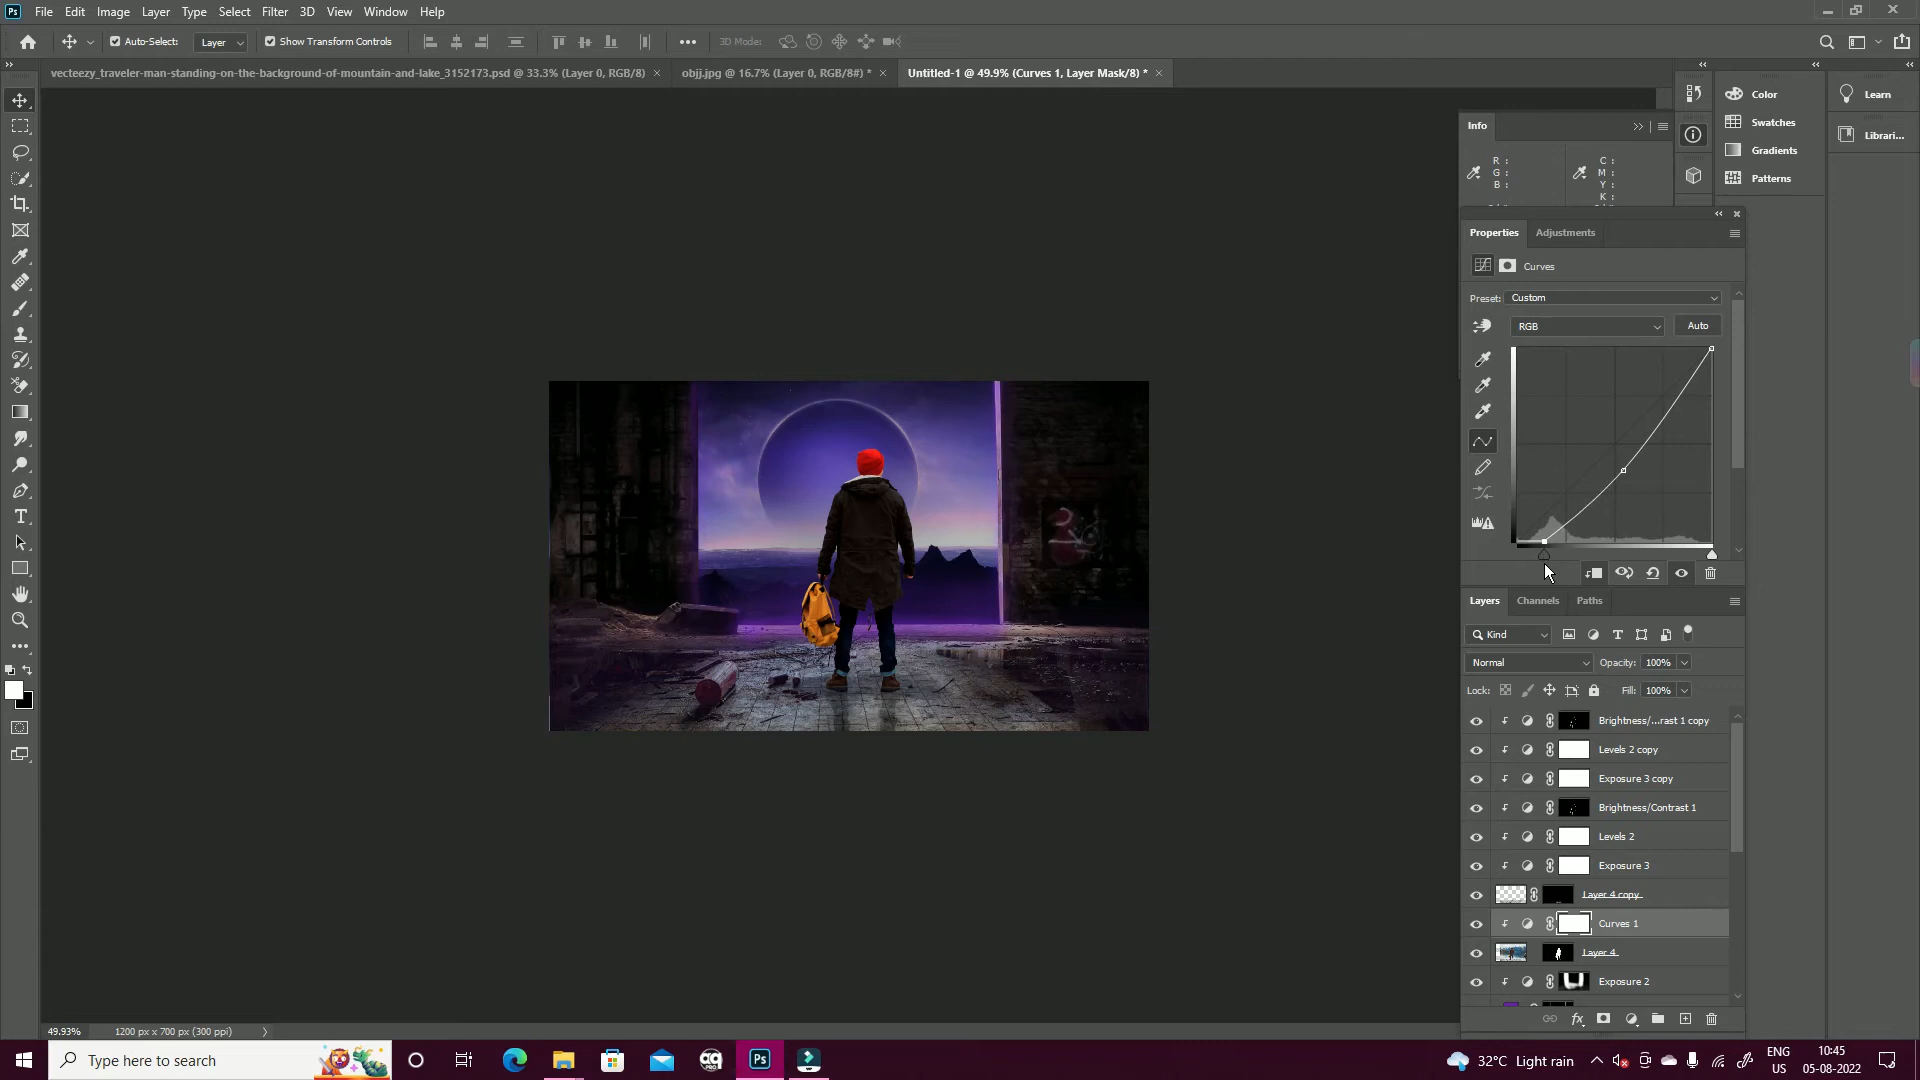 Ps File Edit Image Layer Type Select Filter 3D View Window Help
Auto-Select: Layer Show Transform Controls 3D Mode:
vecteezy_traveler-man-standing-on-the-background-of-mountain-and-lake_3152173.psd @ 33.3% (Layer 0, RGB/8) × objj.jpg @ 16.7% (Layer 0, RGB/8#) * × Untitled-1 @ 49.9% (Curves 1, Layer Mask/8) * ×
Info
R :
G :
B :
C :
M :
Y :
K :
Color
Swatches
Gradients
Patterns
Learn
Librari...
Properties Adjustments
Curves
Preset: Custom
RGB Auto
Layers Channels Paths
Kind
Normal Opacity: 100%
Lock: Fill: 100%
Brightness/...rast 1 copy
Levels 2 copy
Exposure 3 copy
Brightness/Contrast 1
Levels 2
Exposure 3
Layer 4 copy
Curves 1
Layer 4
Exposure 2
fx
49.93% 1200 px x 700 px (300 ppi)
Type here to search
PRO
Ps
32°C Light rain
ENG
US
10:45
05-08-2022